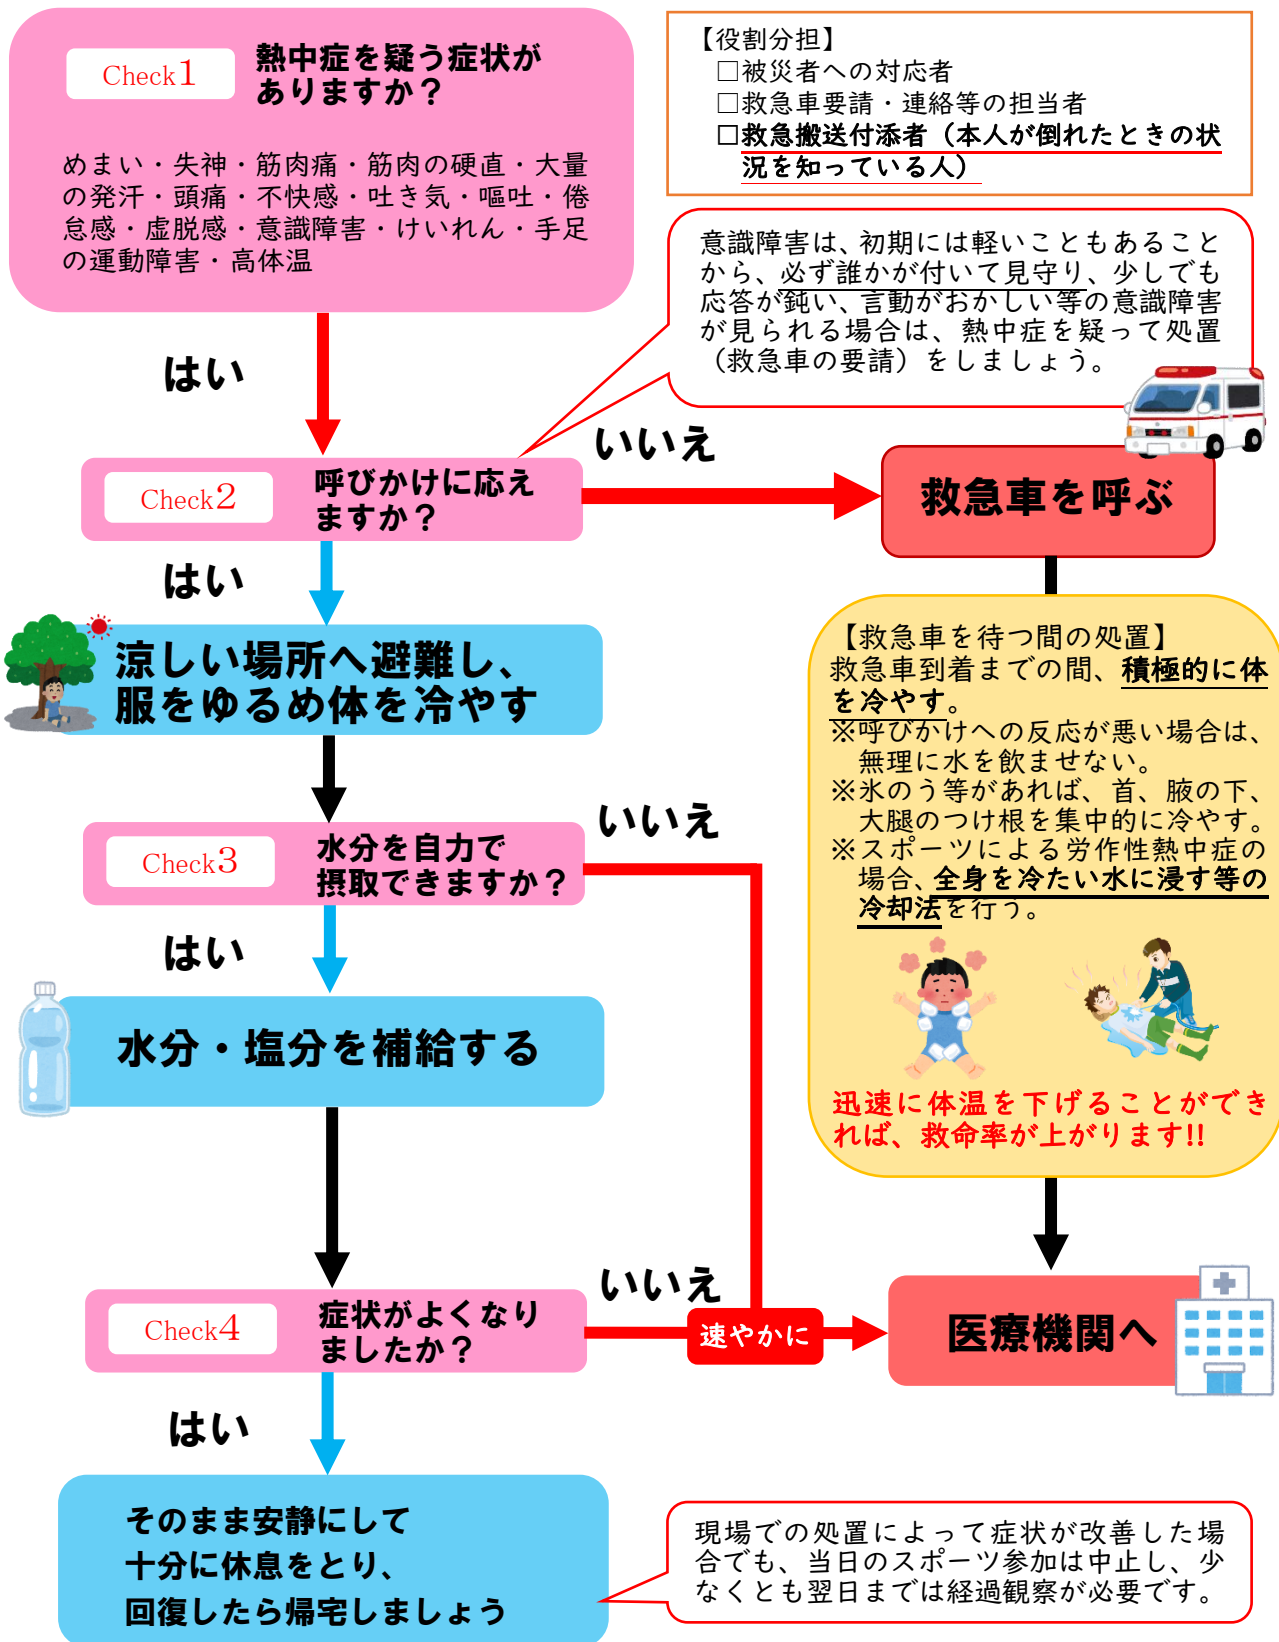 Check1
熱中症を疑う症状が
ありますか？
めまい・失神・筋肉痛・筋肉の硬直・大量
の発汗・頭痛・不快感・吐き気・嘔吐・倦
怠感・虚脱感・意識障害・けいれん・手足
の運動障害・高体温
【役割分担】
□被災者への対応者
□救急車要請・連絡等の担当者
□救急搬送付添者（本人が倒れたときの状
況を知っている人）
意識障害は、初期には軽いこともあること
から、必ず誰かが付いて見守り、少しでも
応答が鈍い、言動がおかしい等の意識障害
が見られる場合は、熱中症を疑って処置
（救急車の要請）をしましょう。
はい
Check2
呼びかけに応え
ますか？
いいえ
救急車を呼ぶ
はい
涼しい場所へ避難し、
服をゆるめ体を冷やす
【救急車を待つ間の処置】
救急車到着までの間、積極的に体
を冷やす。
※呼びかけへの反応が悪い場合は、
無理に水を飲ませない。
※氷のう等があれば、首、腋の下、
大腿のつけ根を集中的に冷やす。
※スポーツによる労作性熱中症の
場合、全身を冷たい水に浸す等の
冷却法を行う。
迅速に体温を下げることができ
れば、救命率が上がります!!
Check3
水分を自力で
摂取できますか？
いいえ
はい
水分・塩分を補給する
Check4
症状がよくなり
ましたか？
いいえ
速やかに
医療機関へ
はい
そのまま安静にして
十分に休息をとり、
回復したら帰宅しましょう
現場での処置によって症状が改善した場
合でも、当日のスポーツ参加は中止し、少
なくとも翌日までは経過観察が必要です。